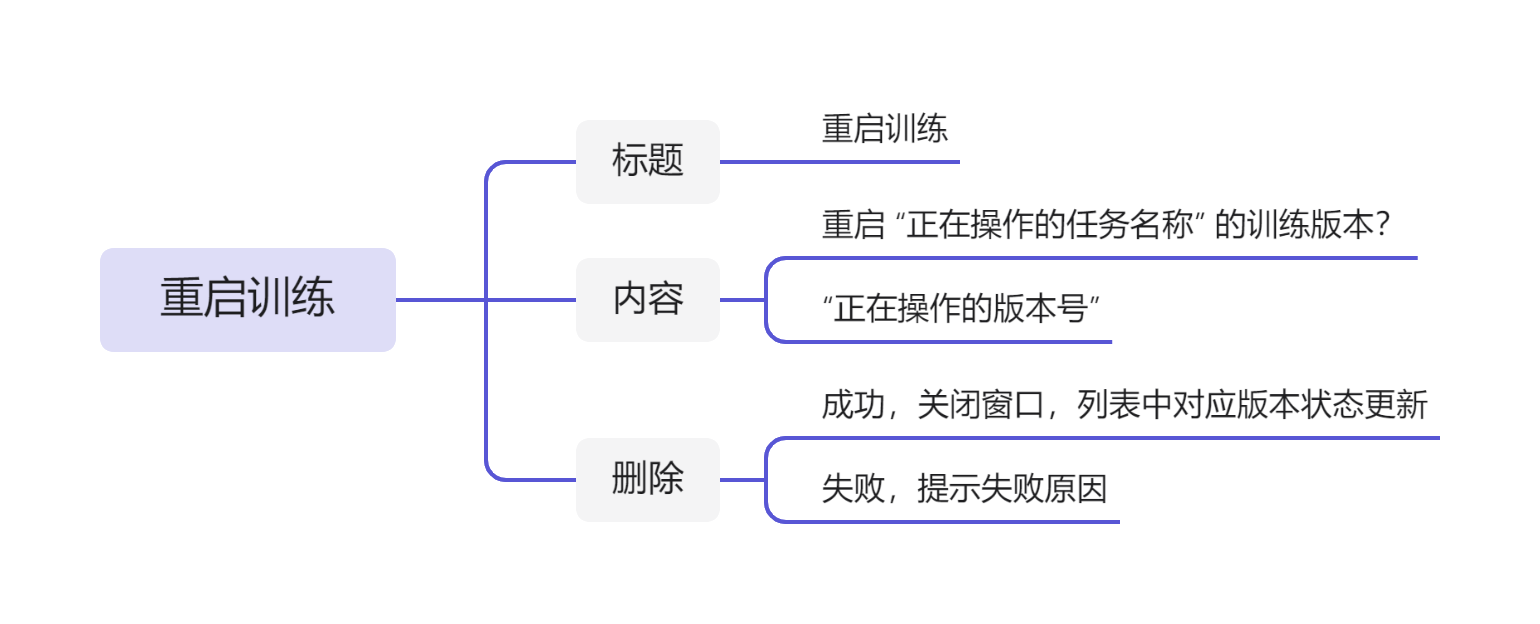 重启训练
标题
重启训练
内容
重启 “正在操作的任务名称” 的训练版本?
“正在操作的版本号”
删除
成功，关闭窗口，列表中对应版本状态更新
失败，提示失败原因